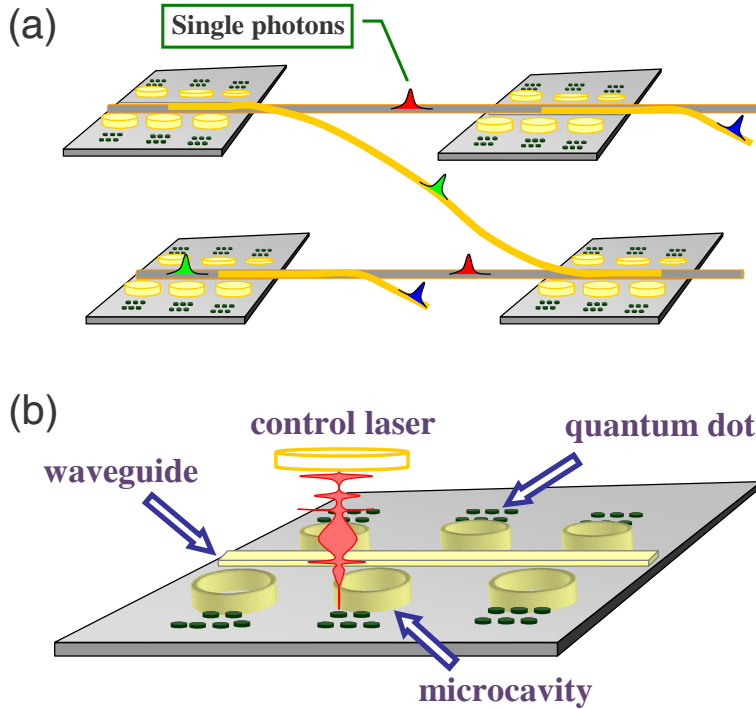 (a)
Single photons
(b)
control laser
quantum dot
waveguide
microcavity